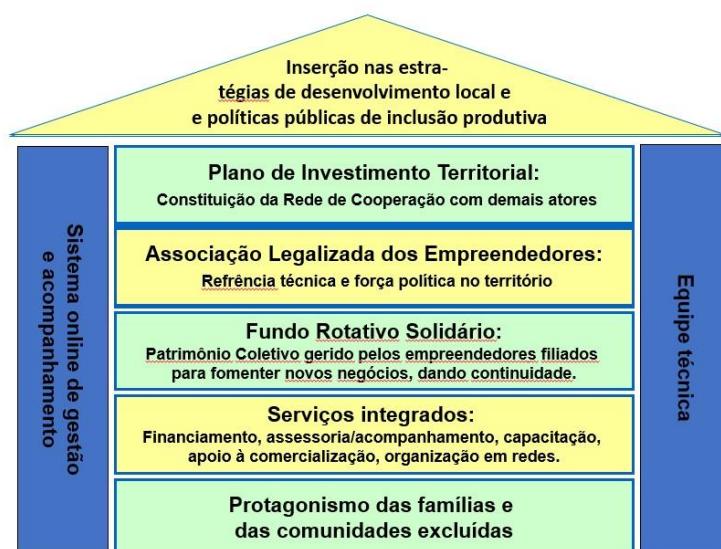 Inserção nas estra-
tégias de desenvolvimento local e
e políticas públicas de inclusão produtiva
Sistema online de gestão
e acompanhamento
Plano de Investimento Territorial:
Constituição da Rede de Cooperação com demais atores
Associação Legalizada dos Empreendedores:
Refrência técnica e força política no território
Fundo Rotativo Solidário:
Patrimônio Coletivo gerido pelos empreendedores filiados
para fomenter novos negócios, dando continuidade.
Serviços integrados:
Financiamento, assessoria/acompanhamento, capacitação,
apoio à comercialização, organização em redes.
Protagonismo das famílias e
das comunidades excluídas
Equipe técnica